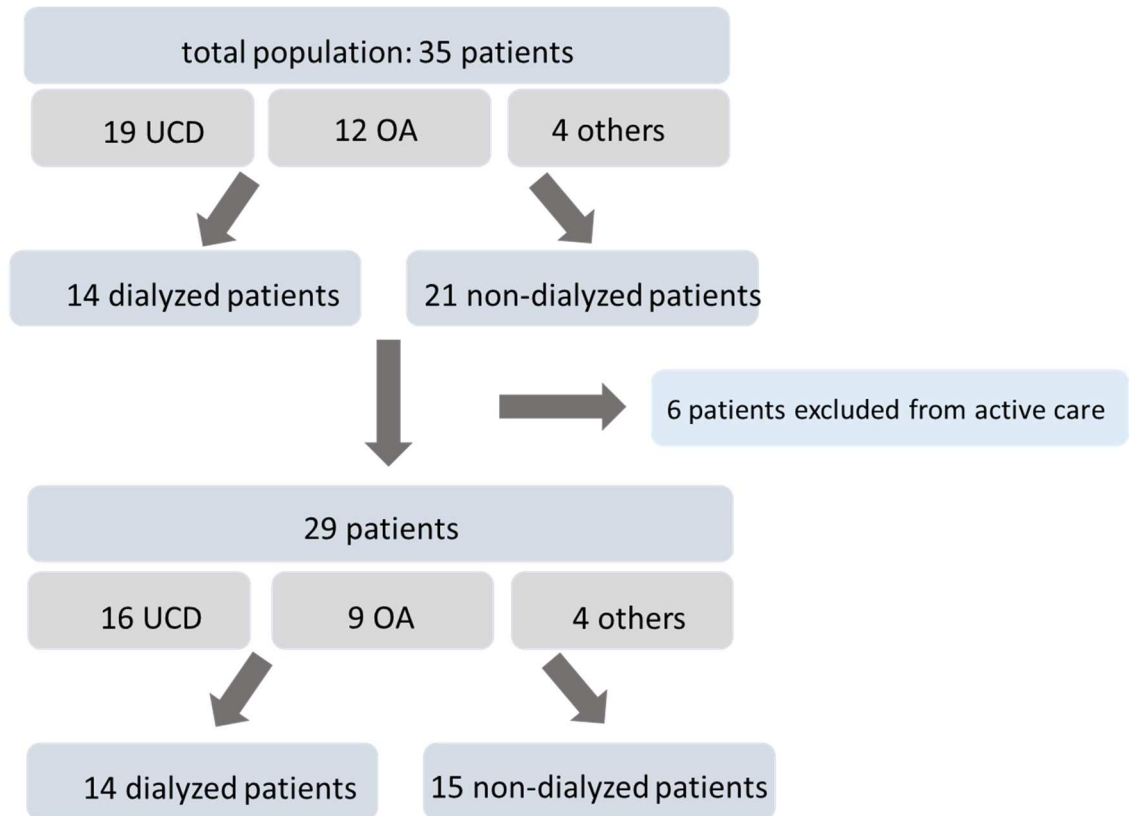 total population: 35 patients
19 UCD
12 OA
4 others
14 dialyzed patients
21 non-dialyzed patients
6 patients excluded from active care
29 patients
16 UCD
9 OA
4 others
14 dialyzed patients
15 non-dialyzed patients